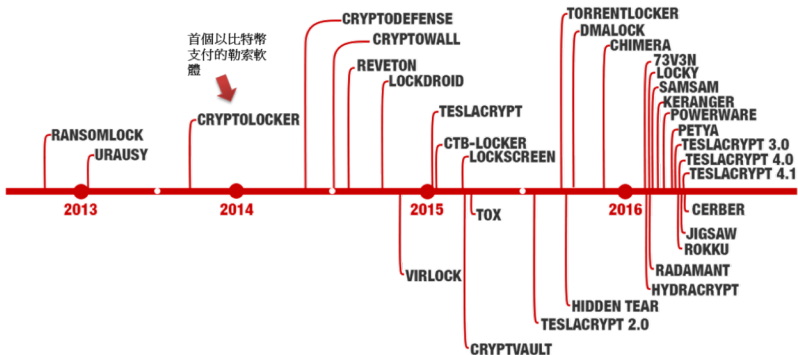 首個以比特幣
支付的勒索軟
體
RANSOMLOCK
URAUSY
CRYPTOLOCKER
CRYPTODEFENSE
CRYPTOWALL
REVETON
LOCKDROID
TESLACRYPT
CTB-LOCKER
LOCKSCREEN
TORRENTLOCKER
DMALOCK
CHIMERA
73V3N
LOCKY
SAMSAM
KERANGER
POWERWARE
PETYA
TESLACRYPT 3.0
TESLACRYPT 4.0
TESLACRYPT 4.1
2013
2014
2015
2016
TOX
VIRLOCK
CRYPTVAULT
TESLACRYPT 2.0
HIDDEN TEAR
CERBER
JIGSAW
ROKKU
RADAMANT
HYDRACRYPT